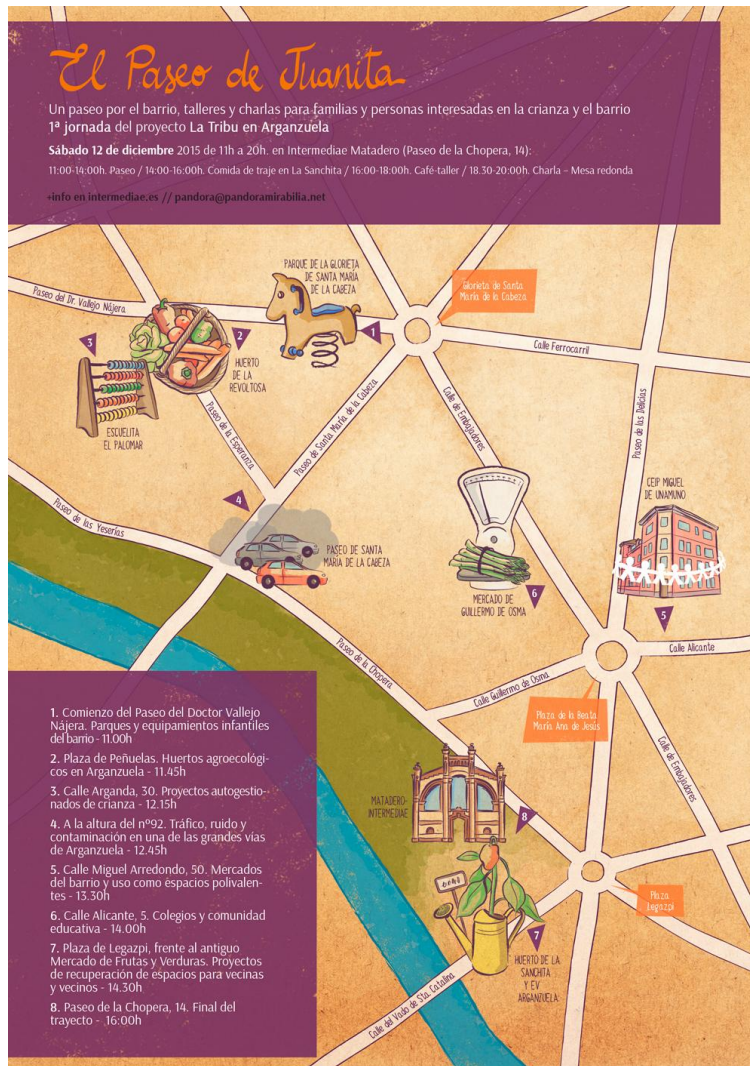 El Paseo de Juanita
Un paseo por el barrio, talleres y charlas para familias y personas interesadas en la crianza y el barrio
1ª jornada del proyecto La Tribu en Arganzuela
Sábado 12 de diciembre 2015 de 11h a 20h. en Intermediae Matadero (Paseo de la Chopera, 14):
11:00-14:00h. Paseo / 14:00-16:00h. Comida de traje en La Sanchita / 16:00-18:00h. Café-taller / 18.30-20:00h. Charla – Mesa redonda
+info en intermediae.es // pandora@pandoramirabilia.net
PARQUE DE LA GLORIETA
DE SANTA MARÍA
DE LA CABEZA
1
Glorieta de Santa
María de la Cabeza
Paseo del Dr. Vallejo Nájera
2
HUERTO
DE LA
REVOLTOSA
3
ESCUELITA
EL PALOMAR
Calle Ferrocarril
Paseo de la Esperanza
Paseo de Santa María de la Cabeza
Calle de Embajadores
Paseo de las Delicias
CEIP MIGUEL
DE UNAMUNO
5
4
PASEO DE SANTA
MARÍA DE LA CABEZA
Paseo de las Yeserías
MERCADO DE
GUILLERMO DE OSMA
6
Calle Alicante
Paseo de la Chopera
Calle Guillermo de Osma
Plaza de la Beata
María Ana de Jesús
Calle de Embajadores
MATADERO-
INTERMEDIAE
8
Plaza
Legazpi
7
HUERTO DE LA
SANCHITA
Y EV
ARGANZUELA
Calle del Vado de Sta. Catalina
1. Comienzo del Paseo del Doctor Vallejo
Nájera. Parques y equipamientos infantiles
del barrio - 11.00h
2. Plaza de Peñuelas. Huertos agroecológi-
cos en Arganzuela - 11.45h
3. Calle Arganda, 30. Proyectos autogestio-
nados de crianza - 12.15h
4. A la altura del nº92. Tráfico, ruido y
contaminación en una de las grandes vías
de Arganzuela - 12.45h
5. Calle Miguel Arredondo, 50. Mercados
del barrio y uso como espacios polivalen-
tes - 13.30h
6. Calle Alicante, 5. Colegios y comunidad
educativa - 14.00h
7. Plaza de Legazpi, frente al antiguo
Mercado de Frutas y Verduras. Proyectos
de recuperación de espacios para vecinas
y vecinos - 14.30h
8. Paseo de la Chopera, 14. Final del
trayecto - 16:00h